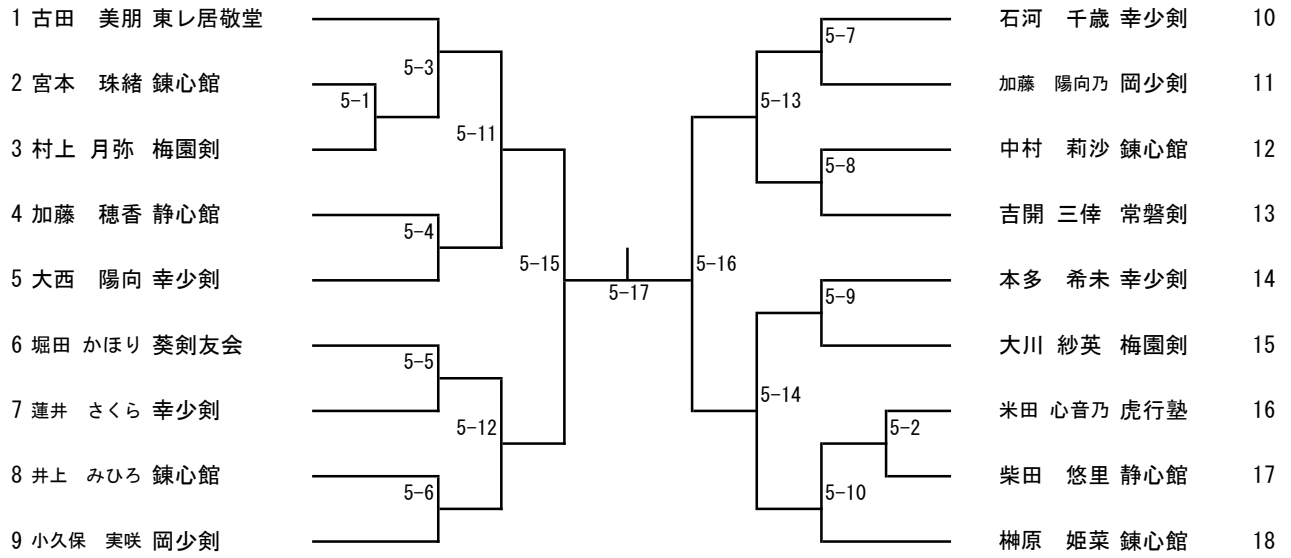 1 古田　美朋 東レ居敬堂
2 宮本　珠緒 錬心館
3 村上 月弥 梅園剣
4 加藤　穂香 静心館
5 大西　陽向 幸少剣
6 堀田 かほり 葵剣友会
7 蓮井　さくら 幸少剣
8 井上　みひろ 錬心館
9 小久保　実咲 岡少剣
5-3
5-1
5-11
5-4
5-15
5-5
5-12
5-6
5-17
5-7
5-13
5-8
5-16
5-9
5-14
5-2
5-10
石河　千歳 幸少剣 10
加藤　陽向乃 岡少剣 11
中村　莉沙 錬心館 12
吉開 三倖 常磐剣 13
本多　希未 幸少剣 14
大川 紗英 梅園剣 15
米田 心音乃 虎行塾 16
柴田　悠里 静心館 17
榊原　姫菜 錬心館 18